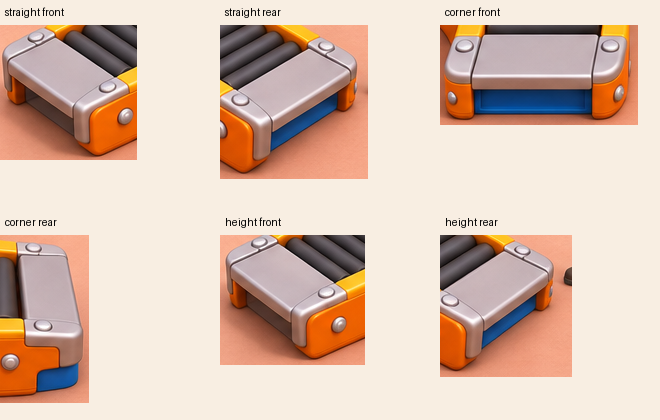 straight front
straight rear
corner front
corner rear
height front
height rear